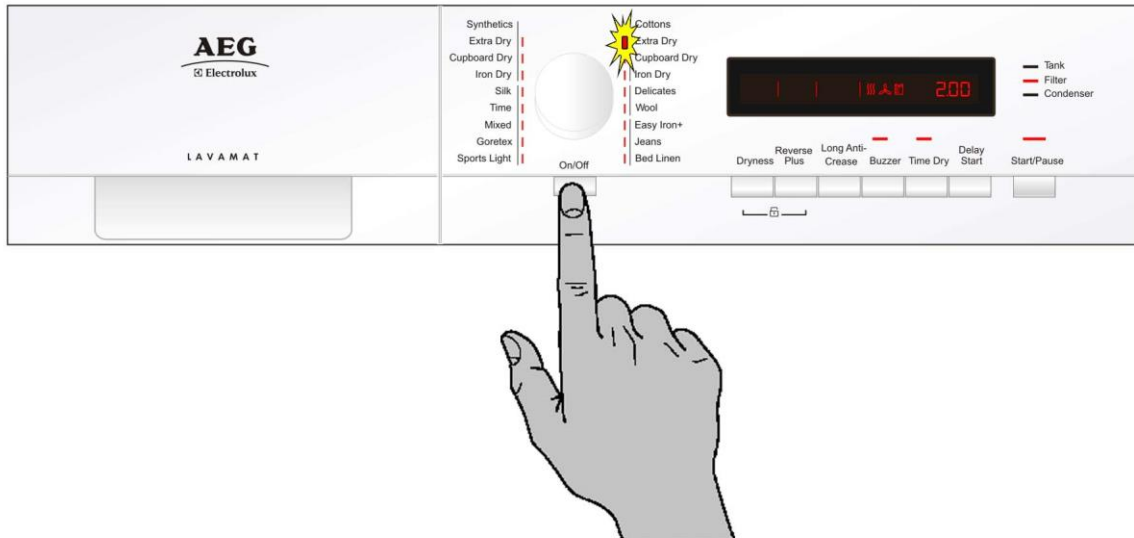 AEG
Electrolux
LAVAMAT
Synthetics
Extra Dry
Cupboard Dry
Iron Dry
Silk
Time
Mixed
Goretex
Sports Light
On/Off
Cottons
Extra Dry
Cupboard Dry
Iron Dry
Delicates
Wool
Easy Iron+
Jeans
Bed Linen
2.00
Tank
Filter
Condenser
Dryness
Reverse
Plus
Long Anti-
Crease
Buzzer
Time Dry
Delay
Start
Start/Pause